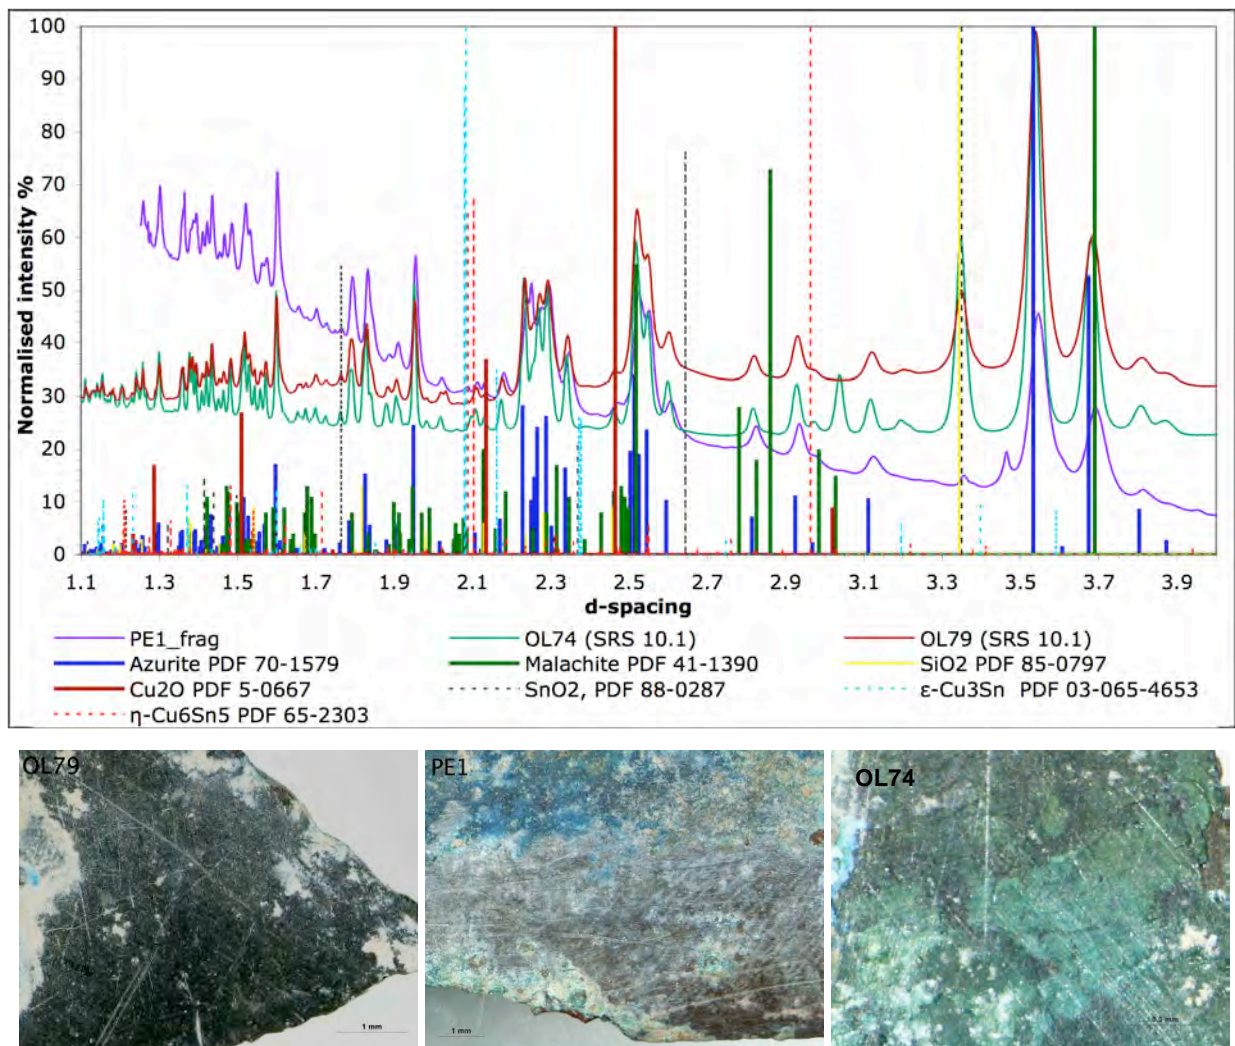 Normalised intensity %
100
90
80
70
60
50
40
30
20
10
0
1.1 1.3 1.5 1.7 1.9 2.1 2.3 2.5 2.7 2.9 3.1 3.3 3.5 3.7 3.9
d-spacing
PE1_frag OL74 (SRS 10.1) OL79 (SRS 10.1)
Azurite PDF 70-1579 Malachite PDF 41-1390 SiO2 PDF 85-0797
Cu2O PDF 5-0667 SnO2, PDF 88-0287 ε-Cu3Sn PDF 03-065-4653
η-Cu6Sn5 PDF 65-2303
OL79 PE1 OL74
1 mm 1 mm